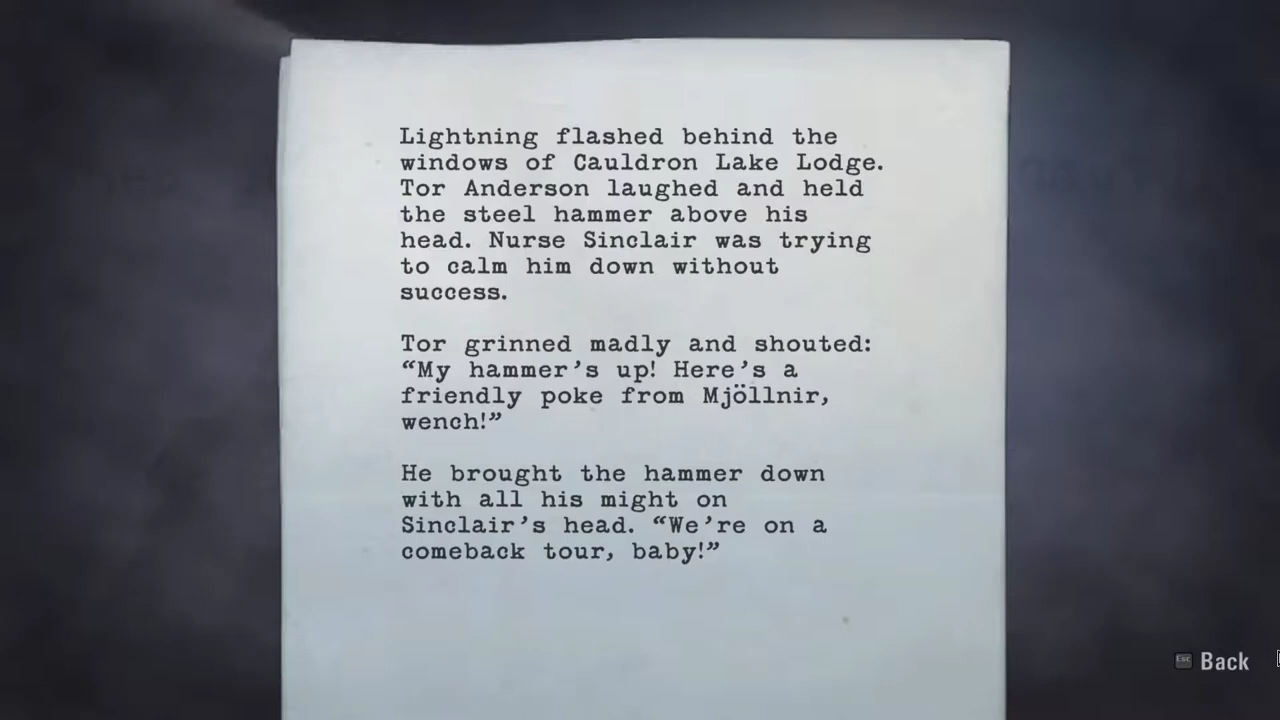 Lightning flashed behind the
windows of Cauldron Lake Lodge.
Tor Anderson laughed and held
the steel hammer above his
head. Nurse Sinclair was trying
to calm him down without
success.
Tor grinned madly and shouted:
“My hammer’s up! Here’s a
friendly poke from Mjöllnir,
wench!”
He brought the hammer down
with all his might on
Sinclair’s head. “We’re on a
comeback tour, baby!”
Esc Back